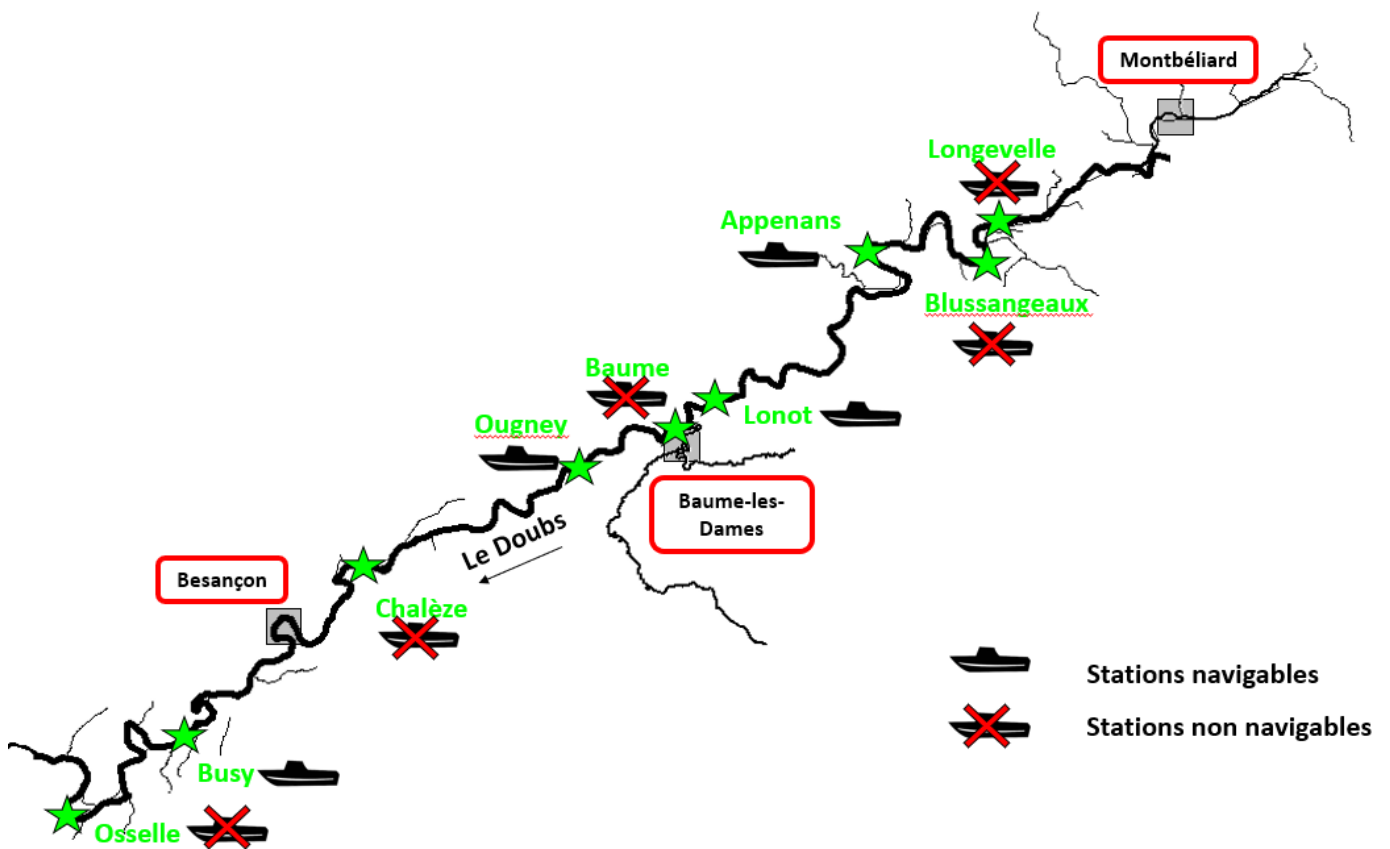 Montbéliard
Longevelle
Appenans
Blussangeaux
Baume
Lonot
Ougney
Baume-les-
Dames
Le Doubs
Besançon
Chalèze
Stations navigables
Stations non navigables
Busy
Osselle